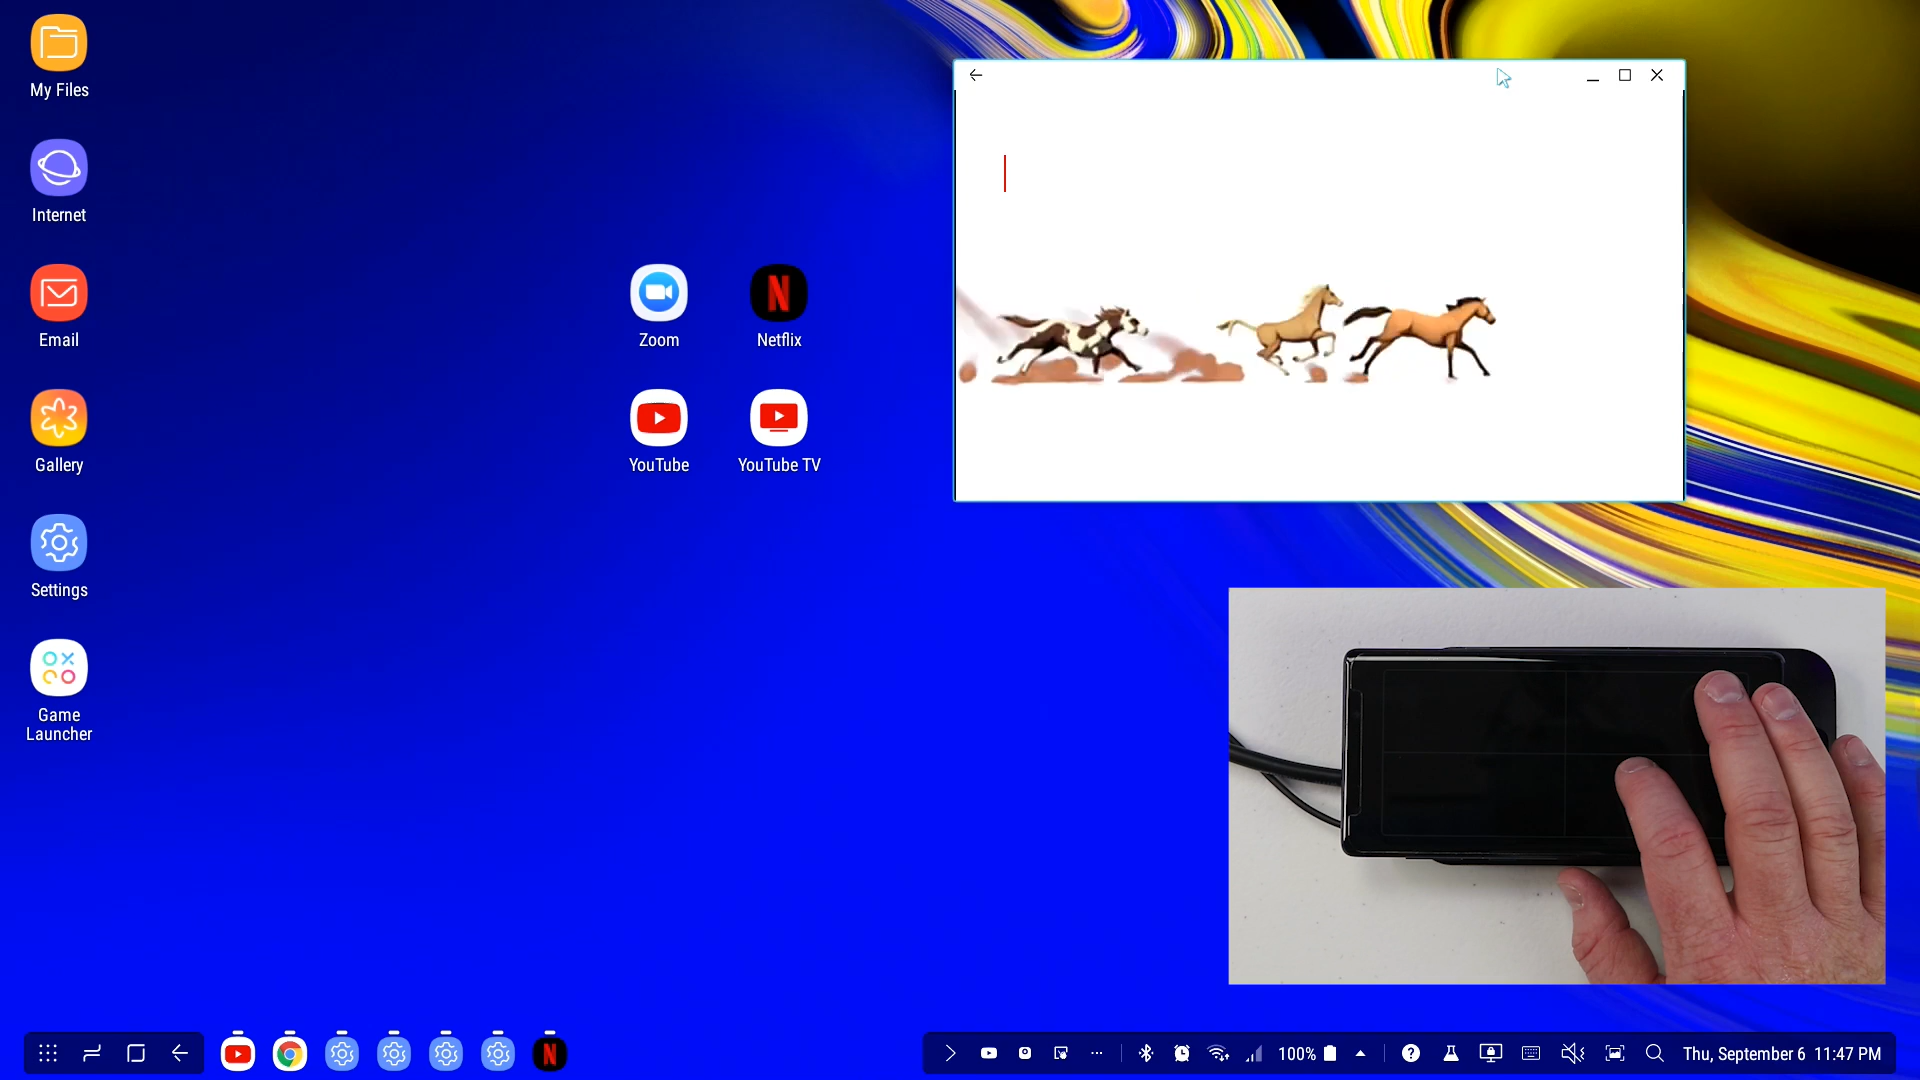 My Files
Internet
Email
Gallery
Settings
Game
Launcher
Zoom
N
Netflix
YouTube
YouTube TV
N
100%
?
Thu, September 6 11:47 PM